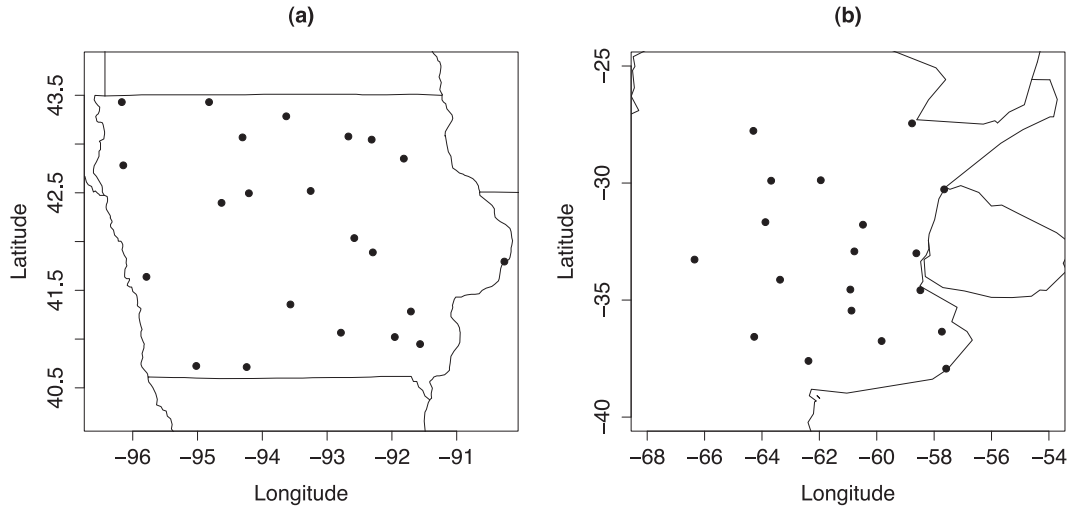 (a)
43.5
42.5
41.5
40.5
Latitude
−96 −95 −94 −93 −92 −91
Longitude
(b)
−25
−30
−35
−40
Latitude
−68 −66 −64 −62 −60 −58 −56 −54
Longitude